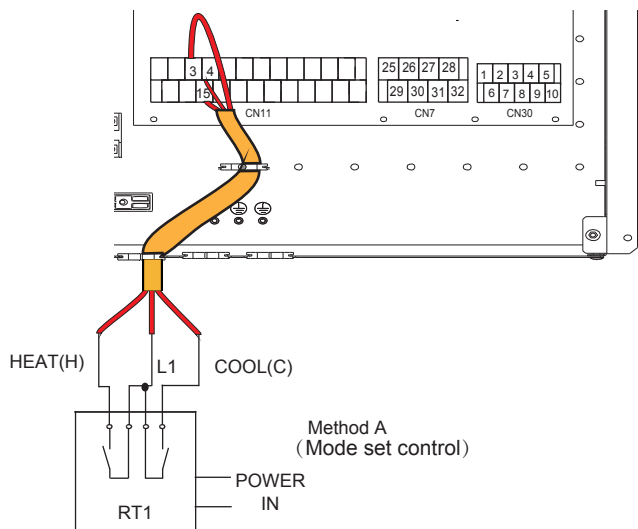 3 4
25 26 27 28
1 2 3 4 5
15
29 30 31 32
6 7 8 9 10
CN11
CN7
CN30
HEAT(H)
L1
COOL(C)
Method A
（Mode set control）
POWER
IN
RT1